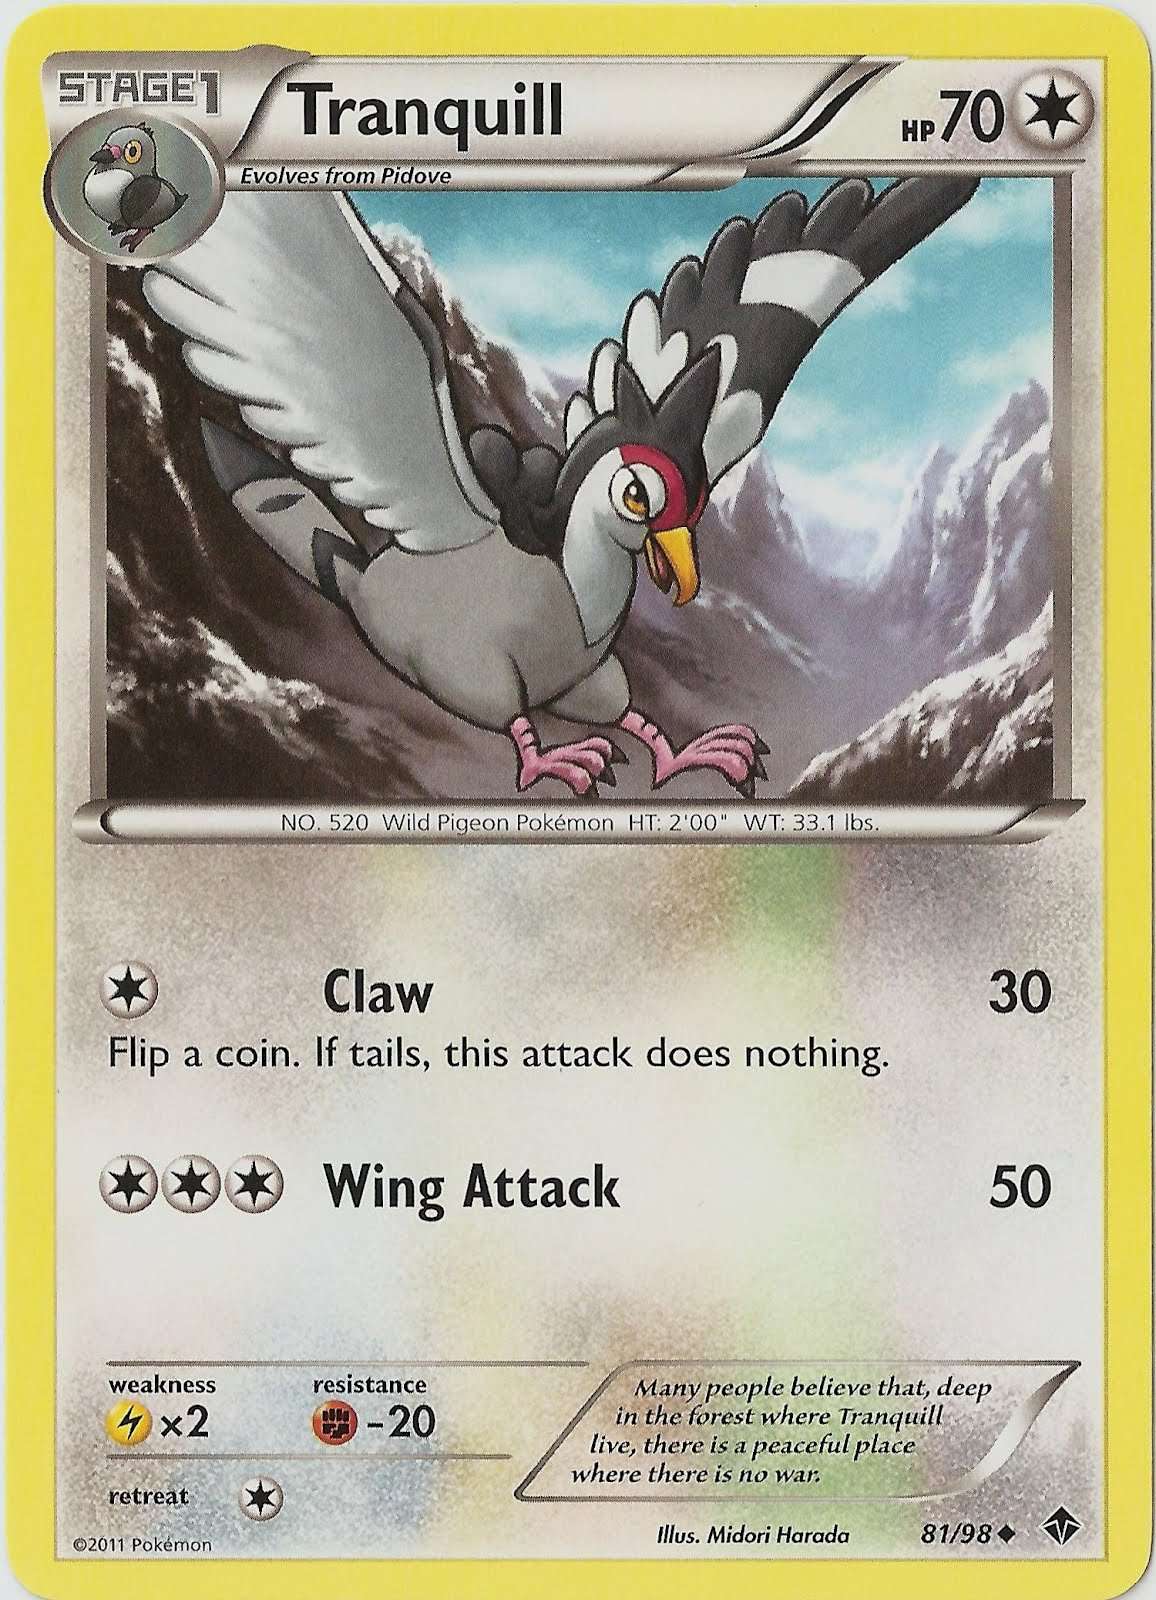 STAGE1
Tranquill
HP 70
Evolves from Pidove
NO. 520 Wild Pigeon Pokémon HT: 2'00" WT: 33.1 lbs.
Claw 30
Flip a coin. If tails, this attack does nothing.
Wing Attack 50
weakness resistance
×2 -20
retreat
Many people believe that, deep
in the forest where Tranquill
live, there is a peaceful place
where there is no war.
Illus. Midori Harada 81/98
©2011 Pokémon